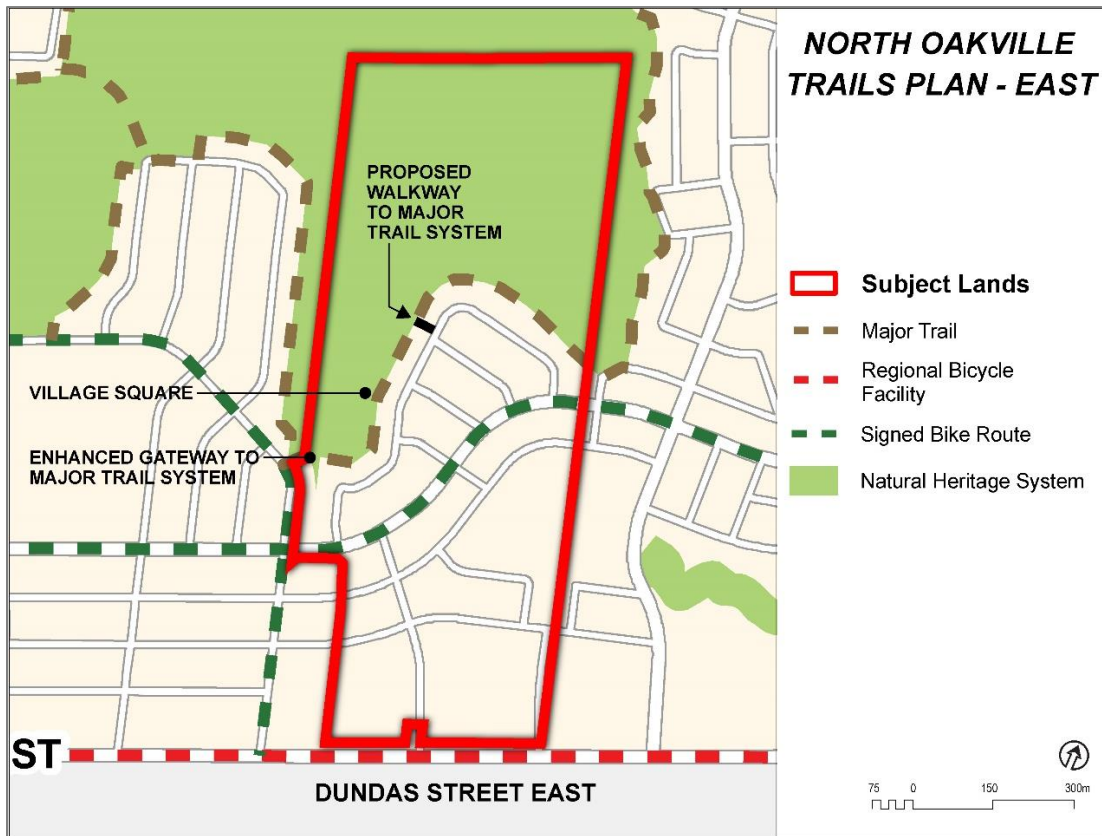 NORTH OAKVILLE
TRAILS PLAN - EAST
PROPOSED
WALKWAY
TO MAJOR
TRAIL SYSTEM
VILLAGE SQUARE
ENHANCED GATEWAY TO
MAJOR TRAIL SYSTEM
Subject Lands
Major Trail
Regional Bicycle
Facility
Signed Bike Route
Natural Heritage System
ST
DUNDAS STREET EAST
75 0 150 300m